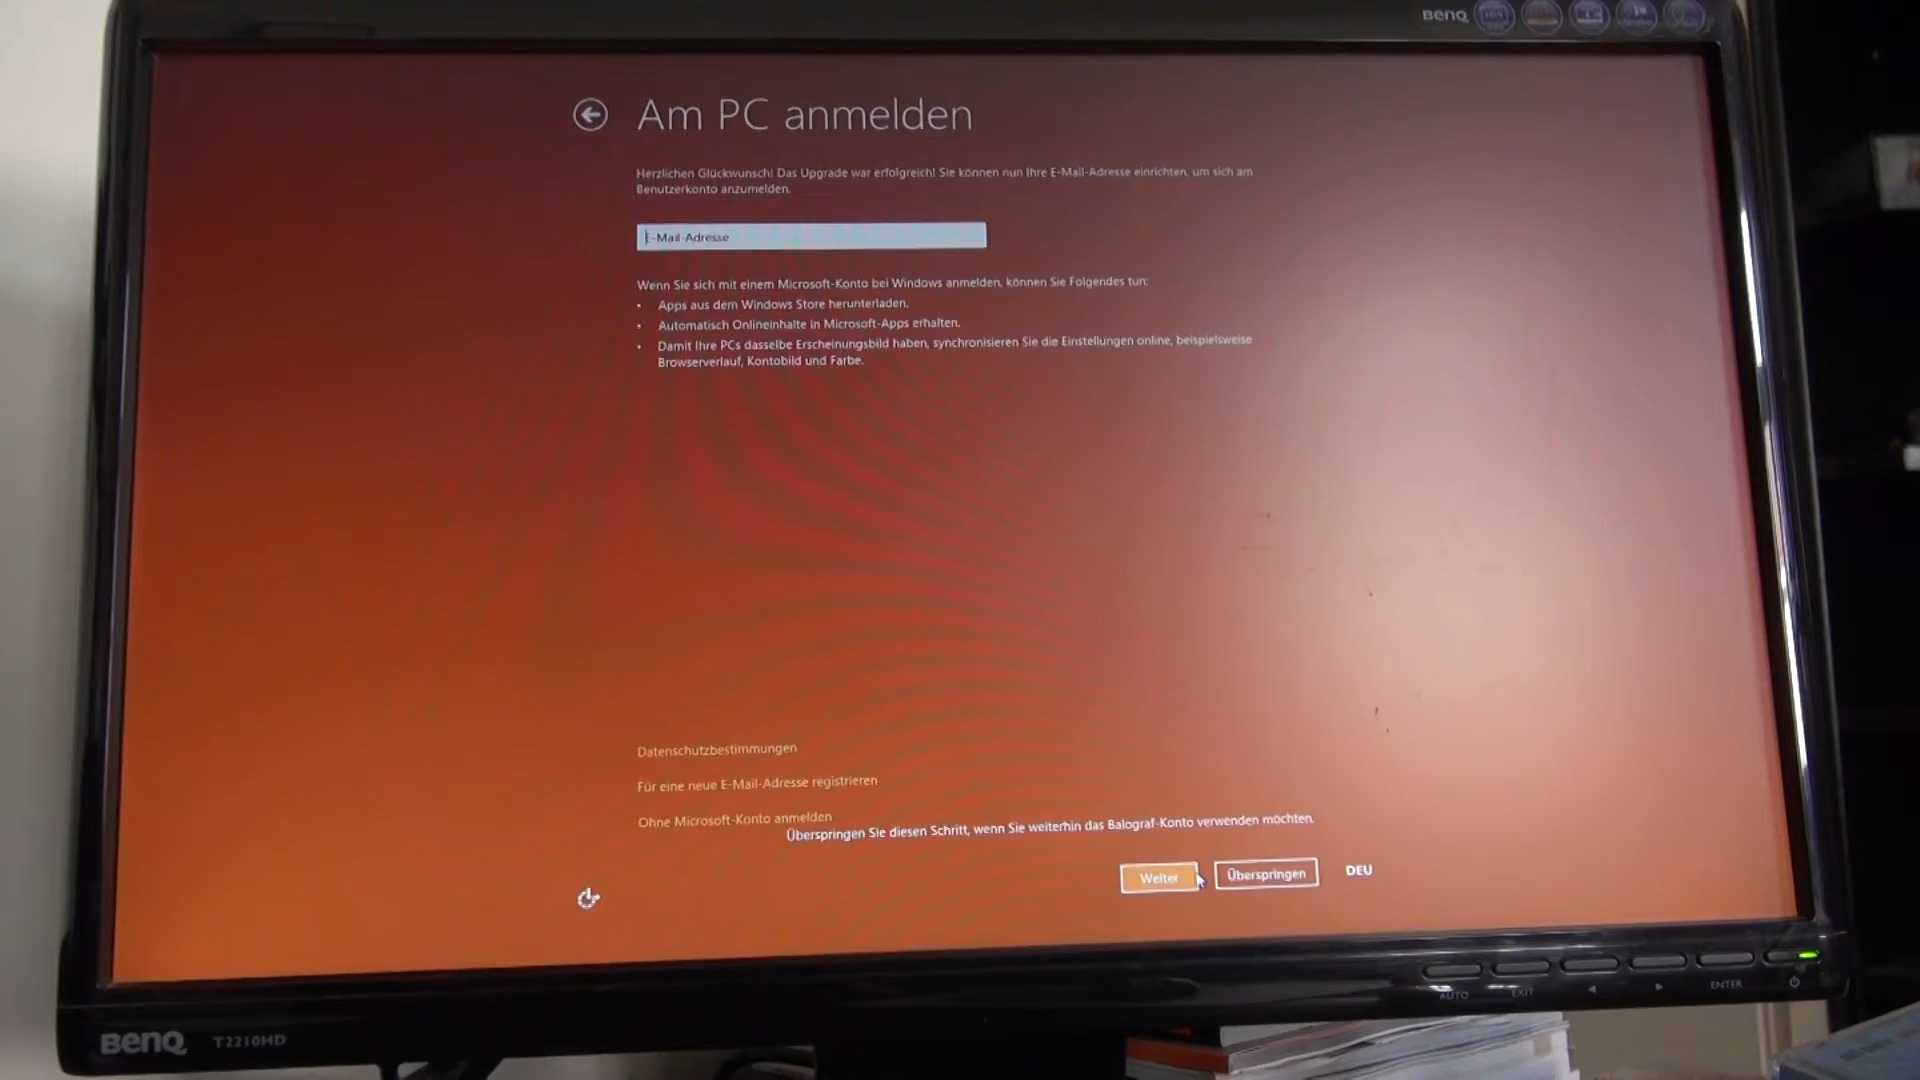 BenQ
Am PC anmelden
Herzlichen Glückwunsch! Das Upgrade war erfolgreich! Sie können nun Ihre E-Mail-Adresse einrichten, um sich am
Benutzerkonto anzumelden.
E-Mail-Adresse
Wenn Sie sich mit einem Microsoft-Konto bei Windows anmelden, können Sie Folgendes tun:
• Apps aus dem Windows Store herunterladen.
• Automatisch Onlineinhalte in Microsoft-Apps erhalten.
• Damit Ihre PCs dasselbe Erscheinungsbild haben, synchronisieren Sie die Einstellungen online, beispielsweise
Browserverlauf, Kontobild und Farbe.
Datenschutzbestimmungen
Für eine neue E-Mail-Adresse registrieren
Ohne Microsoft-Konto anmelden
Überspringen Sie diesen Schritt, wenn Sie weiterhin das Balograf-Konto verwenden möchten.
Weiter
Überspringen
DEU
AUTO
EXIT
ENTER
BenQ
T2210HD